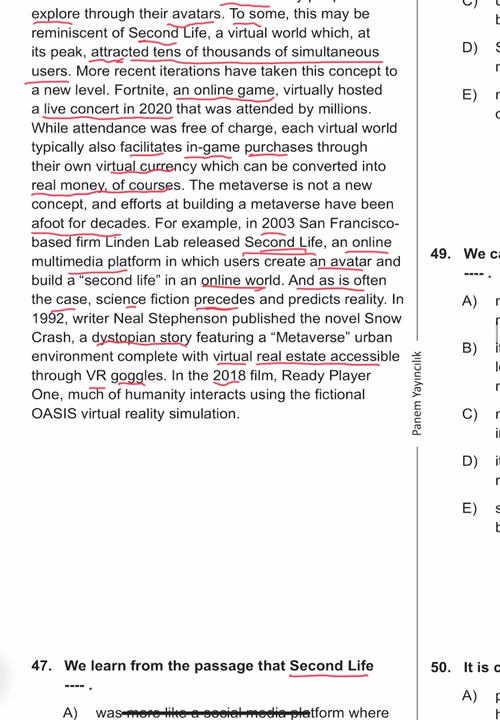 explore through their avatars. To some, this may be
reminiscent of Second Life, a virtual world which, at
its peak, attracted tens of thousands of simultaneous
users. More recent iterations have taken this concept to
a new level. Fortnite, an online game, virtually hosted
a live concert in 2020 that was attended by millions.
While attendance was free of charge, each virtual world
typically also facilitates in-game purchases through
their own virtual currency which can be converted into
real money, of courses. The metaverse is not a new
concept, and efforts at building a metaverse have been
afoot for decades. For example, in 2003 San Francisco-
based firm Linden Lab released Second Life, an online
multimedia platform in which users create an avatar and
build a “second life” in an online world. And as is often
the case, science fiction precedes and predicts reality. In
1992, writer Neal Stephenson published the novel Snow
Crash, a dystopian story featuring a “Metaverse” urban
environment complete with virtual real estate accessible
through VR goggles. In the 2018 film, Ready Player
One, much of humanity interacts using the fictional
OASIS virtual reality simulation.
47. We learn from the passage that Second Life
---- .
A) was more like a social media platform where
Panem Yayıncılık
D)
E)
49. We
---- .
A)
B)
C)
D)
E)
50. It is
A)